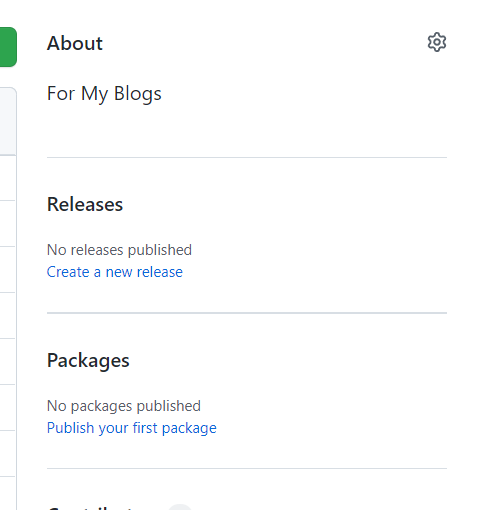 About
For My Blogs
Releases
No releases published
Create a new release
Packages
No packages published
Publish your first package